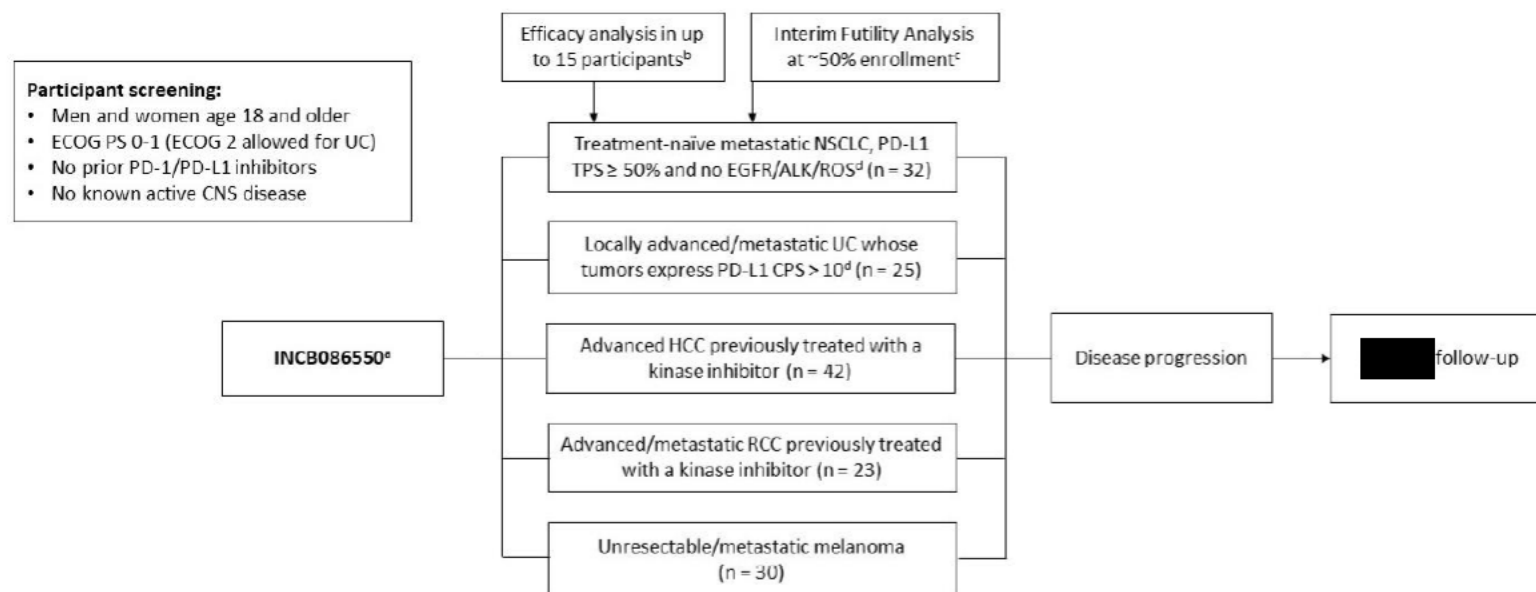 Efficacy analysis in up
to 15 participantsᵇ
Interim Futility Analysis
at ~50% enrollmentᶜ
Participant screening:
• Men and women age 18 and older
• ECOG PS 0-1 (ECOG 2 allowed for UC)
• No prior PD-1/PD-L1 inhibitors
• No known active CNS disease
Treatment-naïve metastatic NSCLC, PD-L1
TPS ≥ 50% and no EGFR/ALK/ROSᵈ (n = 32)
Locally advanced/metastatic UC whose
tumors express PD-L1 CPS > 10ᵈ (n = 25)
INCB086550ᵃ
Advanced HCC previously treated with a
kinase inhibitor (n = 42)
Disease progression
follow-up
Advanced/metastatic RCC previously treated
with a kinase inhibitor (n = 23)
Unresectable/metastatic melanoma
(n = 30)